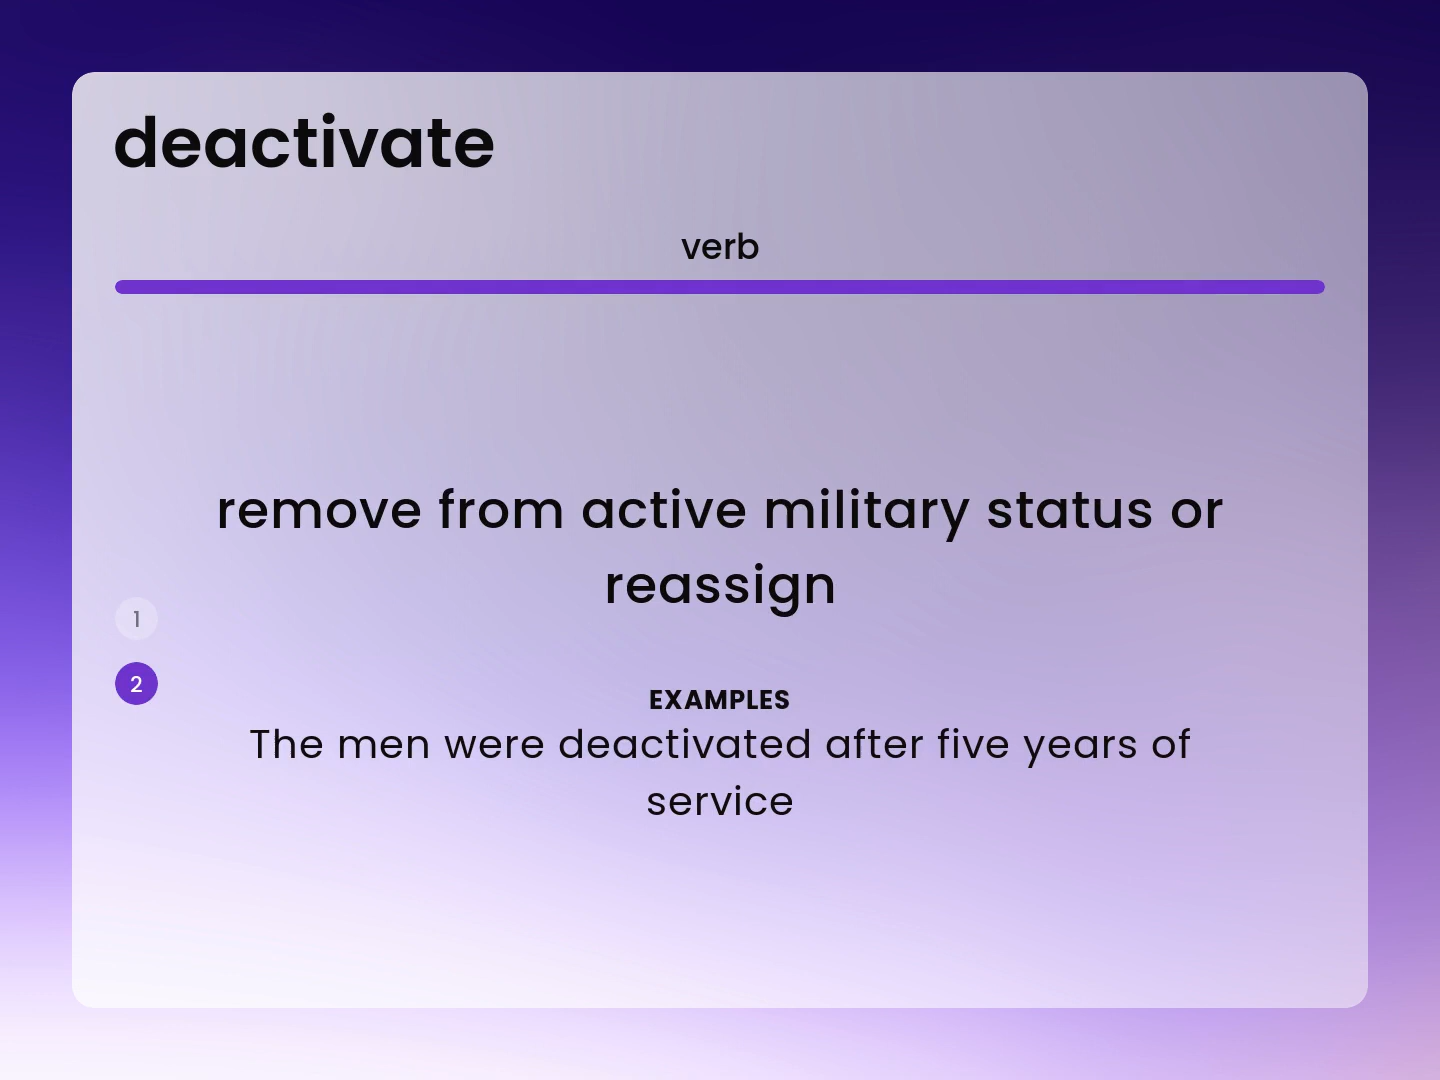 deactivate
verb
remove from active military status or
reassign
1
2
EXAMPLES
The men were deactivated after five years of
service